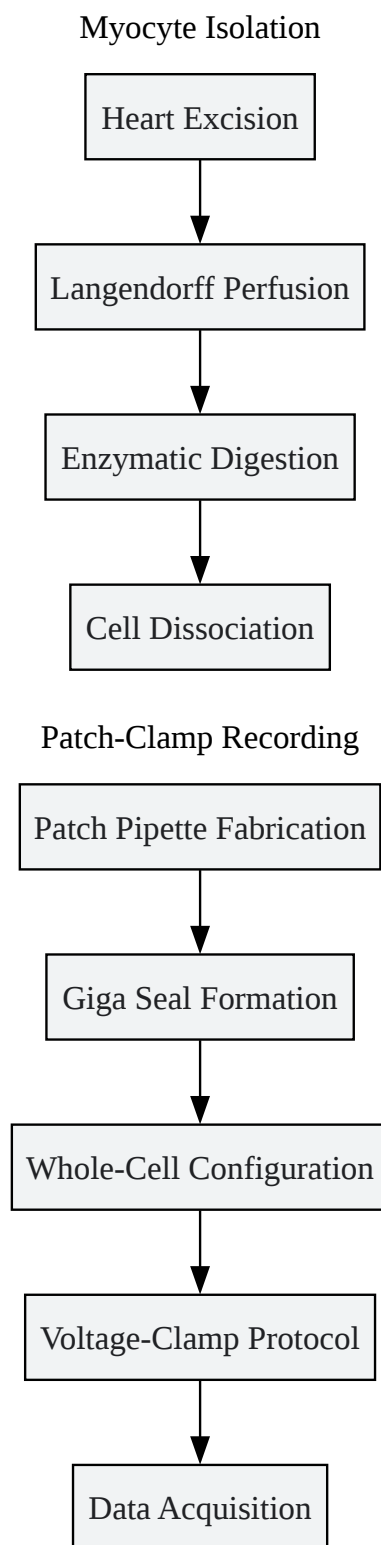 Myocyte Isolation
Heart Excision
Langendorff Perfusion
Enzymatic Digestion
Cell Dissociation
Patch-Clamp Recording
Patch Pipette Fabrication
Giga Seal Formation
Whole-Cell Configuration
Voltage-Clamp Protocol
Data Acquisition